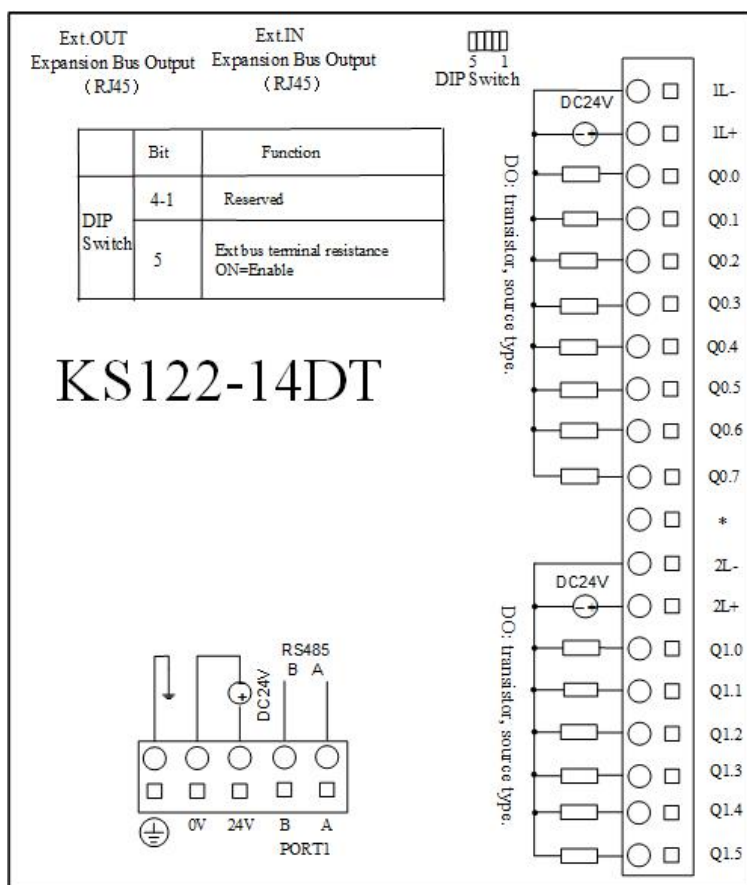 Ext.OUT
Expansion Bus Output
(RJ45)
Ext.IN
Expansion Bus Output
(RJ45)
5 1
DIP Switch
Bit Function
DIP Switch
4-1 Reserved
5 Ext bus terminal resistance
ON=Enable
KS122-14DT
DC24V
DO: transistor, source type.
1L-
1L+
Q0.0
Q0.1
Q0.2
Q0.3
Q0.4
Q0.5
Q0.6
Q0.7
*
DC24V
DO: transistor, source type.
2L-
2L+
Q1.0
Q1.1
Q1.2
Q1.3
Q1.4
Q1.5
RS485
B A
DC24V
0V 24V B A
PORT1